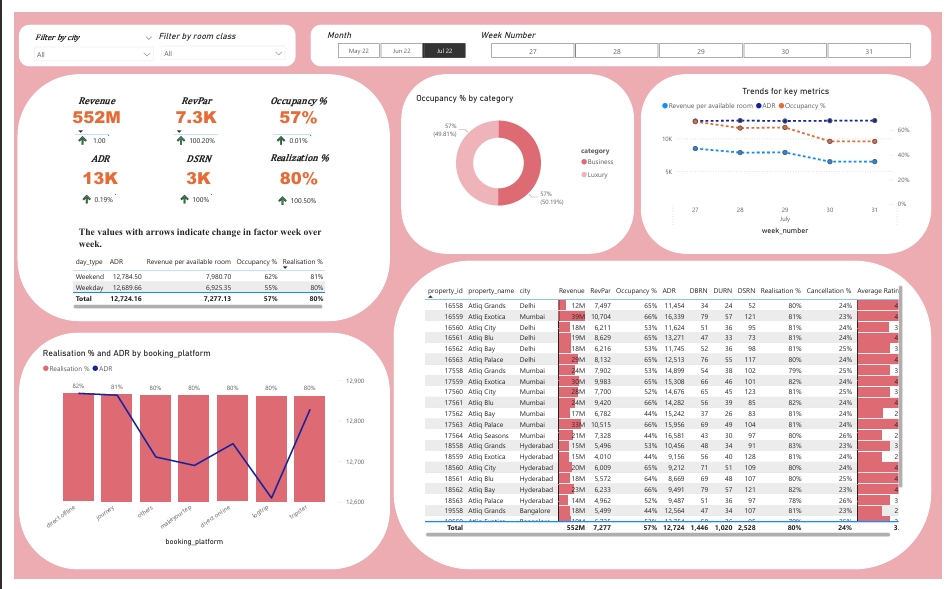 Filter by city
Filter by room class
All
All
Month
May 22 Jun 22 Jul 22
Week Number
27 28 29 30 31
Revenue RevPar Occupancy %
552M 7.3K 57%
1.00 100.20% 0.01%
ADR DSRN Realization %
13K 3K 80%
0.19% 100% 100.50%
The values with arrows indicate change in factor week over
week.
day_type ADR Revenue per available room Occupancy % Realisation %
Weekend 12,784.50 7,980.70 62% 81%
Weekday 12,689.66 6,925.35 55% 80%
Total 12,724.16 7,277.13 57% 80%
Occupancy % by category
57%
(49.81%)
57%
(50.19%)
category
Business
Luxury
Trends for key metrics
Revenue per available room ADR Occupancy %
10K
5K
60%
40%
20%
0%
27 28 29 30 31
July
week_number
Realisation % and ADR by booking_platform
Realisation % ADR
82% 81% 80% 80% 80% 80% 80%
12,900
12,800
12,700
12,600
direct offline journey others makeyourtrip direct online logtrip tripster
booking_platform
property_id property_name city Revenue RevPar Occupancy % ADR DBRN DURN DSRN Realisation % Cancellation % Average Ratin
16558 Atliq Grands Delhi 12M 7,497 65% 11,454 34 24 52 80% 24% 4
16559 Atliq Exotica Mumbai 39M 10,704 66% 16,339 79 57 121 81% 23% 4
16560 Atliq City Delhi 18M 6,211 53% 11,624 51 36 95 81% 24% 3
16561 Atliq Blu Delhi 19M 8,629 65% 13,271 47 33 73 81% 24% 4
16562 Atliq Bay Delhi 18M 6,216 53% 11,745 52 36 98 81% 25% 3
16563 Atliq Palace Delhi 29M 8,132 65% 12,513 76 55 117 80% 24% 4
17558 Atliq Grands Mumbai 24M 7,902 53% 14,899 54 38 102 79% 25% 3
17559 Atliq Exotica Mumbai 30M 9,983 65% 15,308 66 46 101 82% 24% 4
17560 Atliq City Mumbai 28M 7,700 52% 14,676 65 45 123 81% 25% 3
17561 Atliq Blu Mumbai 24M 9,420 66% 14,282 56 39 85 82% 24% 4
17562 Atliq Bay Mumbai 17M 6,782 44% 15,242 37 26 83 81% 24% 2
17563 Atliq Palace Mumbai 33M 10,515 66% 15,956 69 49 104 81% 24% 4
17564 Atliq Seasons Mumbai 21M 7,328 44% 16,581 43 30 97 80% 26% 2
18558 Atliq Grands Hyderabad 15M 5,496 53% 10,456 48 34 91 83% 23% 3
18559 Atliq Exotica Hyderabad 15M 4,010 44% 9,156 56 40 128 81% 24% 2
18560 Atliq City Hyderabad 20M 6,009 65% 9,212 71 51 109 80% 24% 4
18561 Atliq Blu Hyderabad 18M 5,572 64% 8,669 48 107 80% 25% 4
18562 Atliq Bay Hyderabad 23M 6,233 66% 9,491 79 57 121 82% 23% 4
18563 Atliq Palace Hyderabad 14M 4,962 52% 9,487 51 36 97 78% 26% 3
19558 Atliq Grands Bangalore 18M 5,499 44% 12,564 47 34 107 81% 23% 2
Total 552M 7,277 57% 12,724 1,446 1,020 2,528 80% 24% 3.